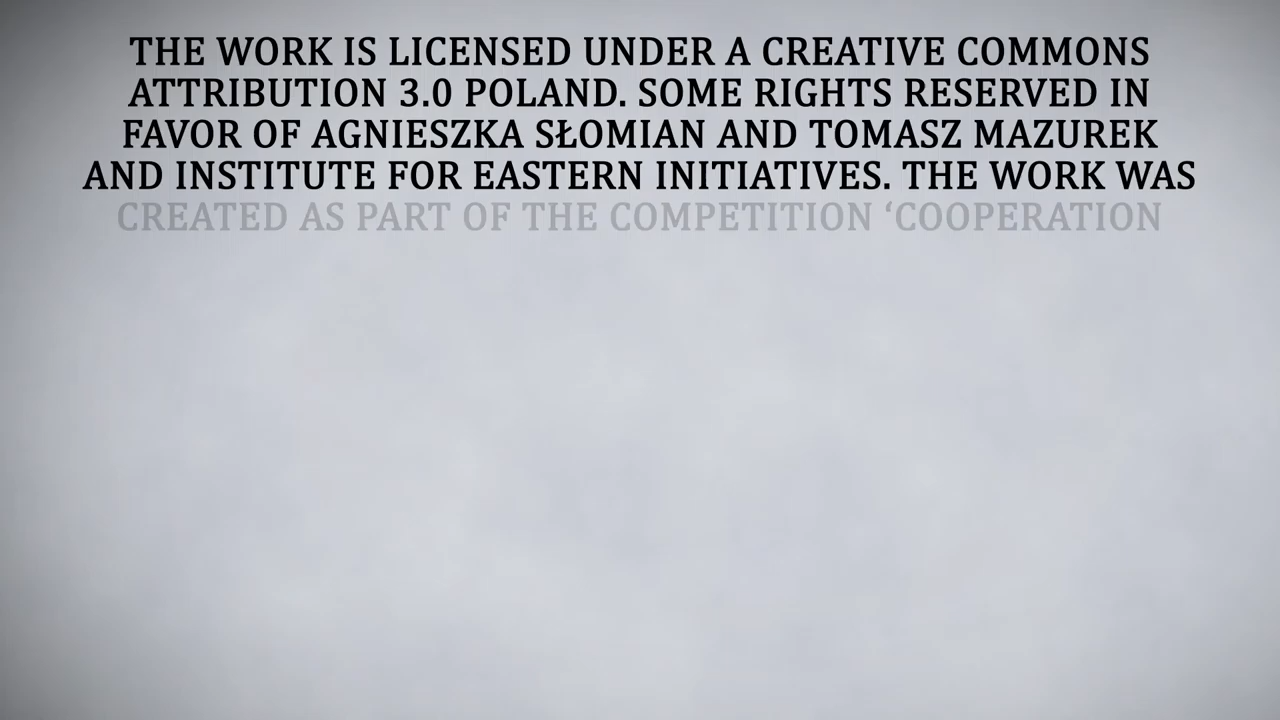 THE WORK IS LICENSED UNDER A CREATIVE COMMONS
ATTRIBUTION 3.0 POLAND. SOME RIGHTS RESERVED IN
FAVOR OF AGNIESZKA SŁOMIAN AND TOMASZ MAZUREK
AND INSTITUTE FOR EASTERN INITIATIVES. THE WORK WAS
CREATED AS PART OF THE COMPETITION ‘COOPERATION